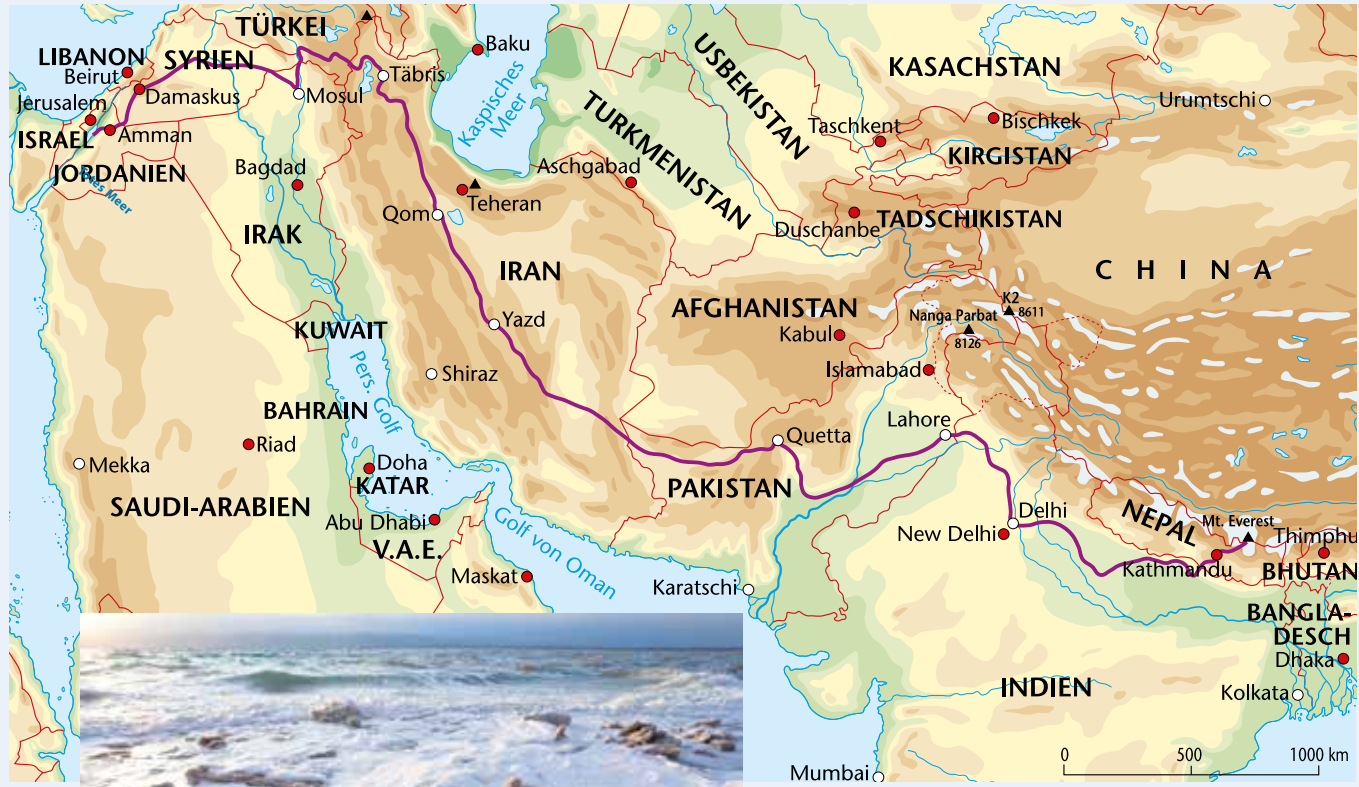 TÜRKEI
LIBANON
SYRIEN
Beirut
Damaskus
Jerusalem
ISRAEL
Amman
JORDANIEN
Totes Meer
Mosul
Täbris
Baku
Kaspisches
Meer
USBEKISTAN
KASACHSTAN
Urumtschi
TURKMENISTAN
Taschkent
Bischkek
KIRGISTAN
Bagdad
Aschgabad
Teheran
Qom
IRAK
IRAN
Duschanbe
TADSCHIKISTAN
CHINA
AFGHANISTAN
Kabul
Nanga Parbat
8126
K2
8611
Islamabad
KUWAIT
Yazd
Pers. Golf
Shiraz
BAHRAIN
Riad
Mekka
Doha
KATAR
SAUDI-ARABIEN
Abu Dhabi
V.A.E.
Golf von Oman
Maskat
Quetta
Lahore
PAKISTAN
Delhi
New Delhi
NEPAL
Mt. Everest
Kathmandu
Thimphu
BHUTAN
Karatschi
BANGLA-
DESCH
Dhaka
INDIEN
Kolkata
Mumbai
0 500 1000 km